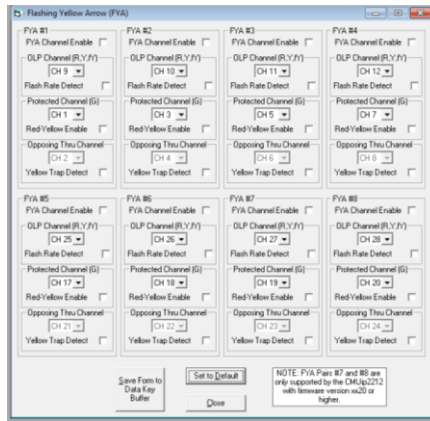 Flashing Yellow Arrow (FYA)
FYA #1
FYA Channel Enable
OLP Channel (R,Y,fY)
CH 9
Flash Rate Detect
Protected Channel (G)
CH 1
Red-Yellow Enable
Opposing Thru Channel
CH 2
Yellow Trap Detect
FYA #2
FYA Channel Enable
OLP Channel (R,Y,fY)
CH 10
Flash Rate Detect
Protected Channel (G)
CH 3
Red-Yellow Enable
Opposing Thru Channel
CH 4
Yellow Trap Detect
FYA #3
FYA Channel Enable
OLP Channel (R,Y,fY)
CH 11
Flash Rate Detect
Protected Channel (G)
CH 5
Red-Yellow Enable
Opposing Thru Channel
CH 6
Yellow Trap Detect
FYA #4
FYA Channel Enable
OLP Channel (R,Y,fY)
CH 12
Flash Rate Detect
Protected Channel (G)
CH 7
Red-Yellow Enable
Opposing Thru Channel
CH 8
Yellow Trap Detect
FYA #5
FYA Channel Enable
OLP Channel (R,Y,fY)
CH 25
Flash Rate Detect
Protected Channel (G)
CH 17
Red-Yellow Enable
Opposing Thru Channel
CH 21
Yellow Trap Detect
FYA #6
FYA Channel Enable
OLP Channel (R,Y,fY)
CH 26
Flash Rate Detect
Protected Channel (G)
CH 18
Red-Yellow Enable
Opposing Thru Channel
CH 22
Yellow Trap Detect
FYA #7
FYA Channel Enable
OLP Channel (R,Y,fY)
CH 27
Flash Rate Detect
Protected Channel (G)
CH 19
Red-Yellow Enable
Opposing Thru Channel
CH 23
Yellow Trap Detect
FYA #8
FYA Channel Enable
OLP Channel (R,Y,fY)
CH 28
Flash Rate Detect
Protected Channel (G)
CH 20
Red-Yellow Enable
Opposing Thru Channel
CH 24
Yellow Trap Detect
Save Form to
Data Key
Buffer
Set to Default
Close
NOTE: FYA Pairs #7 and #8 are
only supported by the CMUip2212
with firmware version xx20 or
higher.